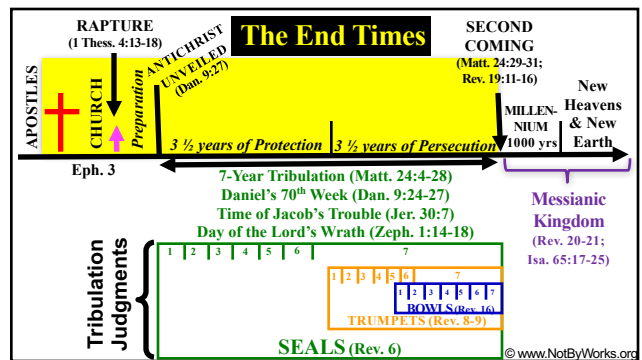 RAPTURE
(1 Thess. 4:13-18)
The End Times
SECOND
COMING
(Matt. 24:29-31;
Rev. 19:11-16)
APOSTLES
CHURCH
Preparation
ANTICHRIST
UNVEILED
(Dan. 9:27)
MILLEN-
NIUM
1000 yrs
New
Heavens
& New
Earth
3 ½ years of Protection
3 ½ years of Persecution
Eph. 3
7-Year Tribulation (Matt. 24:4-28)
Daniel's 70th Week (Dan. 9:24-27)
Time of Jacob's Trouble (Jer. 30:7)
Day of the Lord's Wrath (Zeph. 1:14-18)
Messianic
Kingdom
(Rev. 20-21;
Isa. 65:17-25)
Tribulation
Judgments
1 2 3 4 5 6 7
1 2 3 4 5 6 7
1 2 3 4 5 6 7
BOWLS (Rev. 16)
TRUMPETS (Rev. 8-9)
SEALS (Rev. 6)
© www.NotByWorks.org